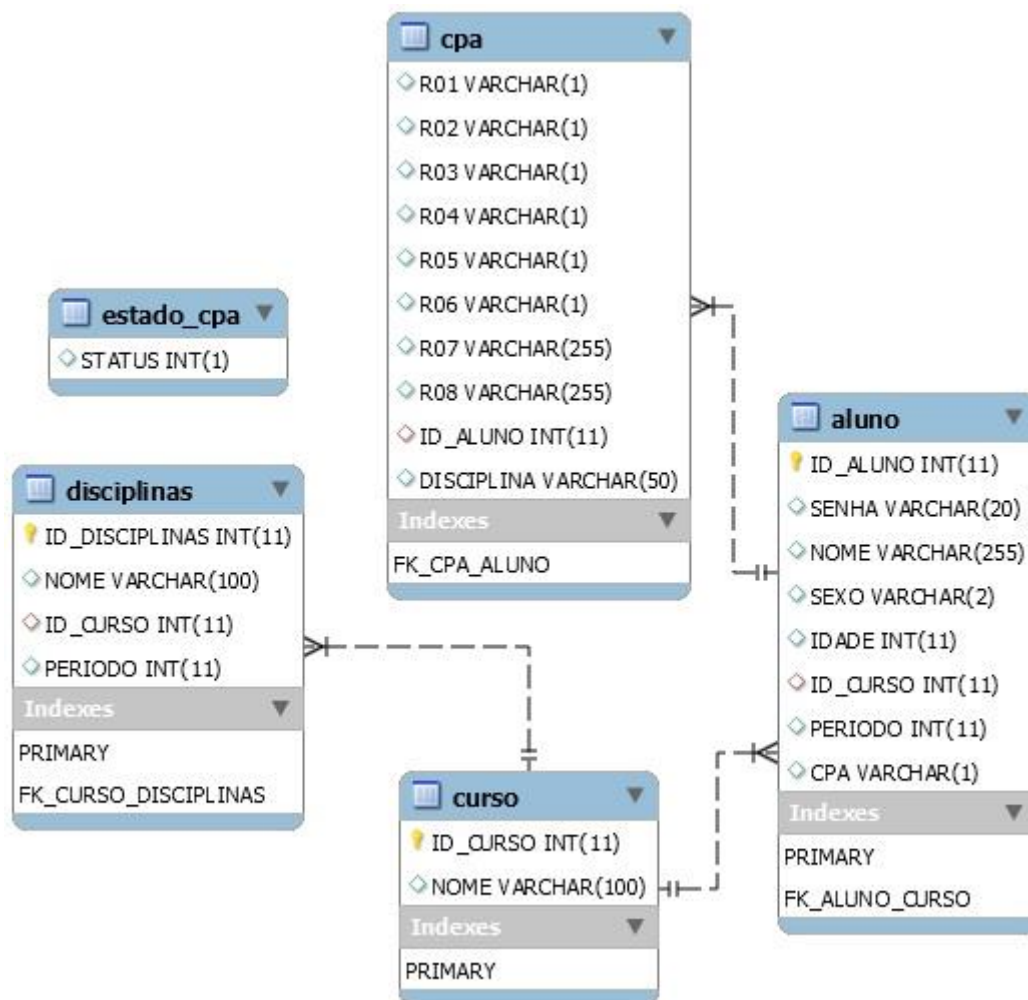 cpa
R01 VARCHAR(1)
R02 VARCHAR(1)
R03 VARCHAR(1)
R04 VARCHAR(1)
R05 VARCHAR(1)
R06 VARCHAR(1)
R07 VARCHAR(255)
R08 VARCHAR(255)
ID_ALUNO INT(11)
DISCIPLINA VARCHAR(50)
Indexes
FK_CPA_ALUNO
estado_cpa
STATUS INT(1)
disciplinas
ID_DISCIPLINAS INT(11)
NOME VARCHAR(100)
ID_CURSO INT(11)
PERIODO INT(11)
Indexes
PRIMARY
FK_CURSO_DISCIPLINAS
aluno
ID_ALUNO INT(11)
SENHA VARCHAR(20)
NOME VARCHAR(255)
SEXO VARCHAR(2)
IDADE INT(11)
ID_CURSO INT(11)
PERIODO INT(11)
CPA VARCHAR(1)
Indexes
PRIMARY
FK_ALUNO_CURSO
curso
ID_CURSO INT(11)
NOME VARCHAR(100)
Indexes
PRIMARY